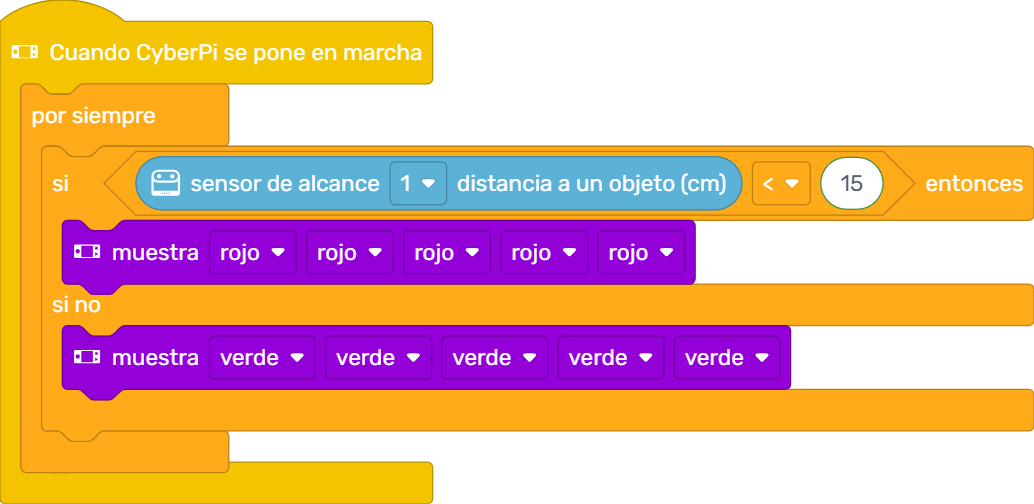 Cuando CyberPi se pone en marcha
por siempre
si sensor de alcance 1 distancia a un objeto (cm) < 15 entonces
muestra rojo rojo rojo rojo rojo
si no
muestra verde verde verde verde verde